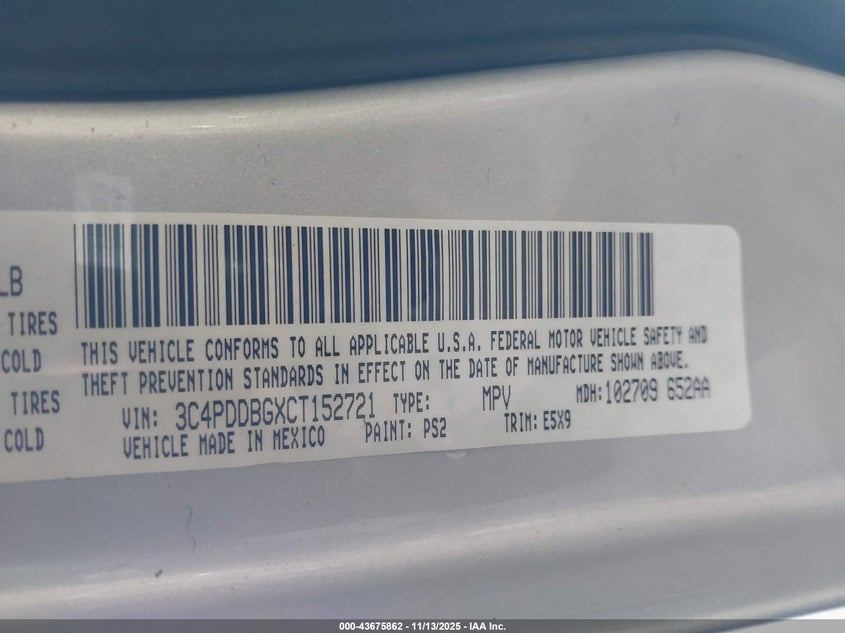 LB
TIRES
COLD
TIRES
COLD
THIS VEHICLE CONFORMS TO ALL APPLICABLE U.S.A. FEDERAL MOTOR VEHICLE SAFETY AND
THEFT PREVENTION STANDARDS IN EFFECT ON THE DATE OF MANUFACTURE SHOWN ABOVE.
VIN: 3C4PDDBGXCT152721 TYPE: MPV MDH:102709 652AA
VEHICLE MADE IN MEXICO PAINT: PS2 TRIM: E5X9
000-43675862 - 11/13/2025 - IAA Inc.